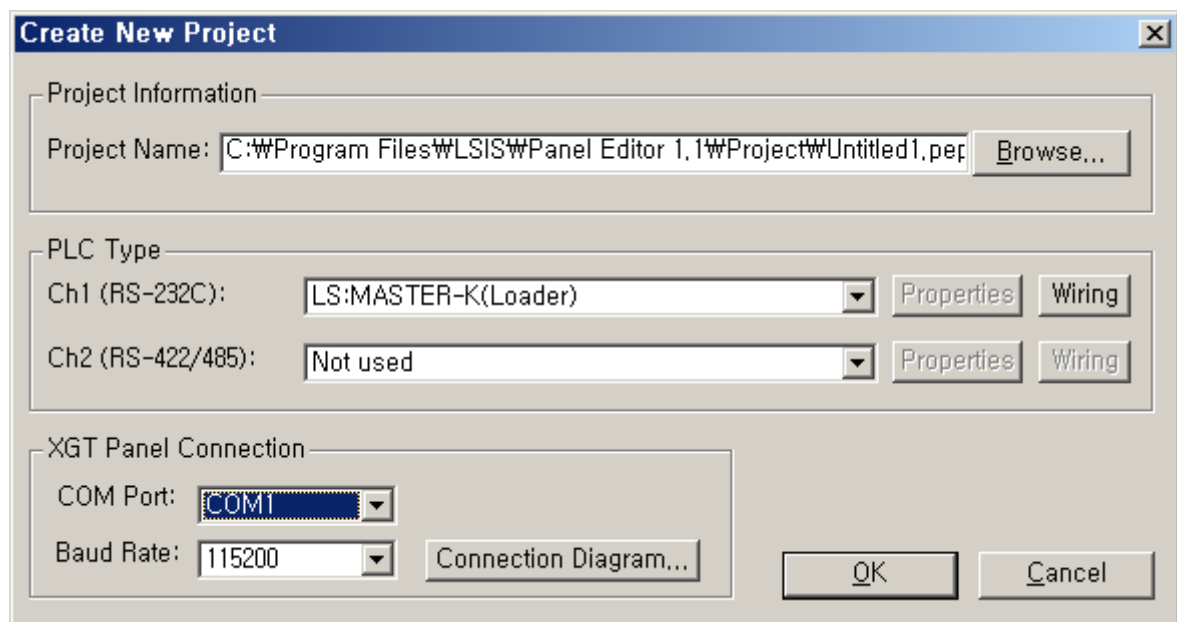 Create New Project
Project Information
Project Name: C:₩Program Files₩LSIS₩Panel Editor 1,1₩Project₩Untitled1,pep Browse,,,
PLC Type
Ch1 (RS-232C): LS:MASTER-K(Loader) Properties Wiring
Ch2 (RS-422/485): Not used Properties Wiring
XGT Panel Connection
COM Port: COM1
Baud Rate: 115200 Connection Diagram,,, OK Cancel